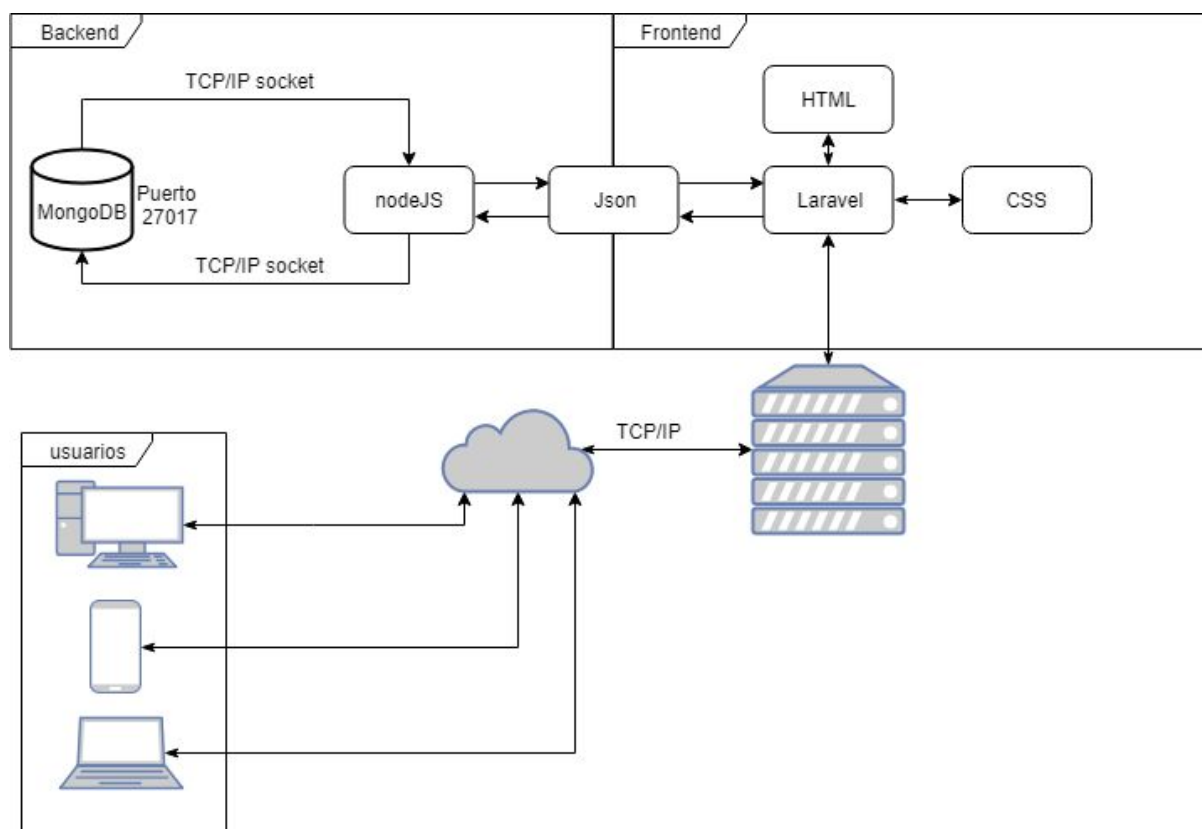 Backend
Frontend
TCP/IP socket
HTML
MongoDB
Puerto
27017
nodeJS
Json
Laravel
CSS
TCP/IP socket
TCP/IP
usuarios